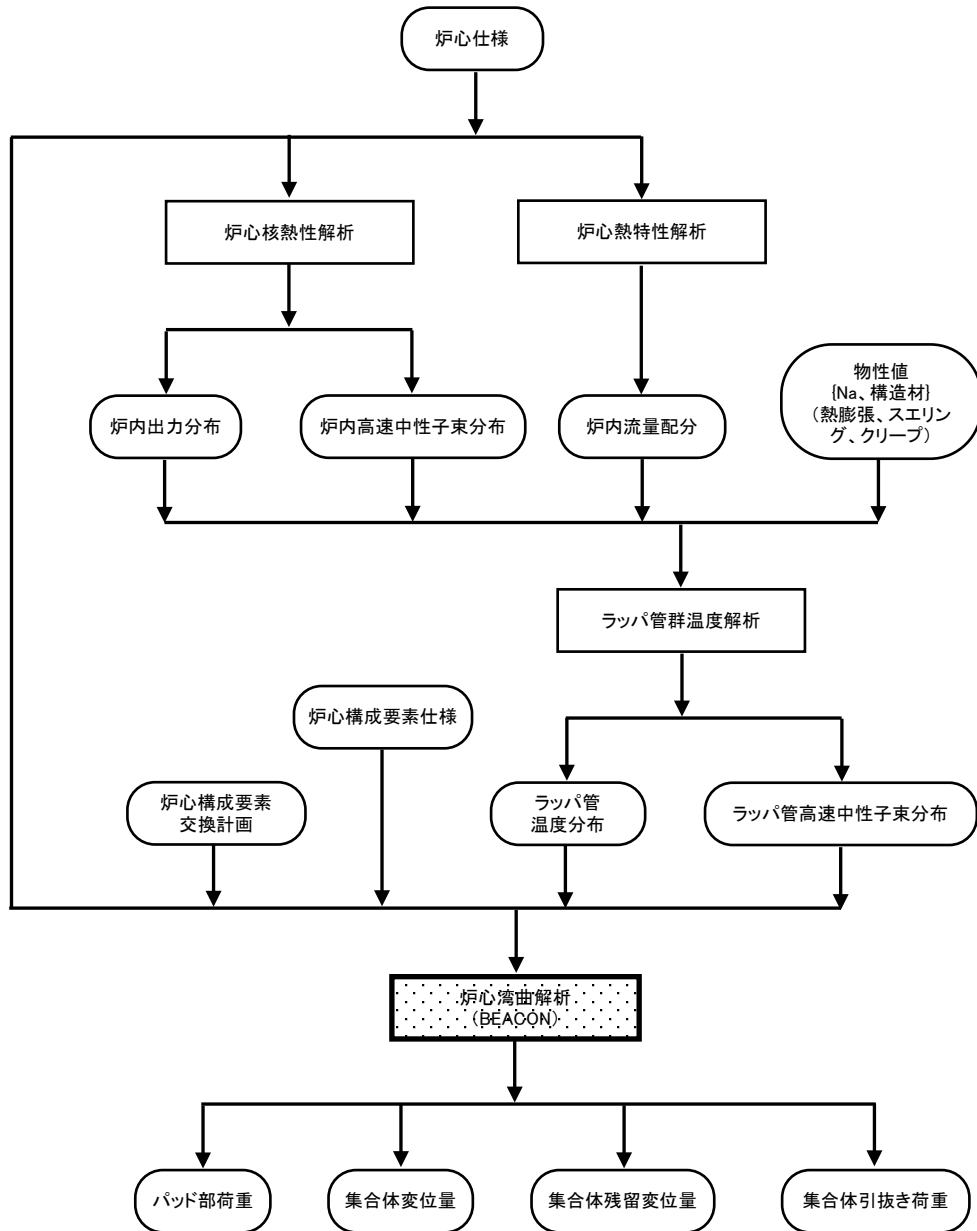 炉心仕様
炉心核熱性解析
炉心熱特性解析
物性値
{Na、構造材}
（熱膨張、スエリン
グ、クリープ）
炉内出力分布
炉内高速中性子束分布
炉内流量配分
ラッパ管群温度解析
炉心構成要素仕様
炉心構成要素
交換計画
ラッパ管
温度分布
ラッパ管高速中性子束分布
炉心湾曲解析
（BEACON）
パッド部荷重
集合体変位量
集合体残留変位量
集合体引抜き荷重